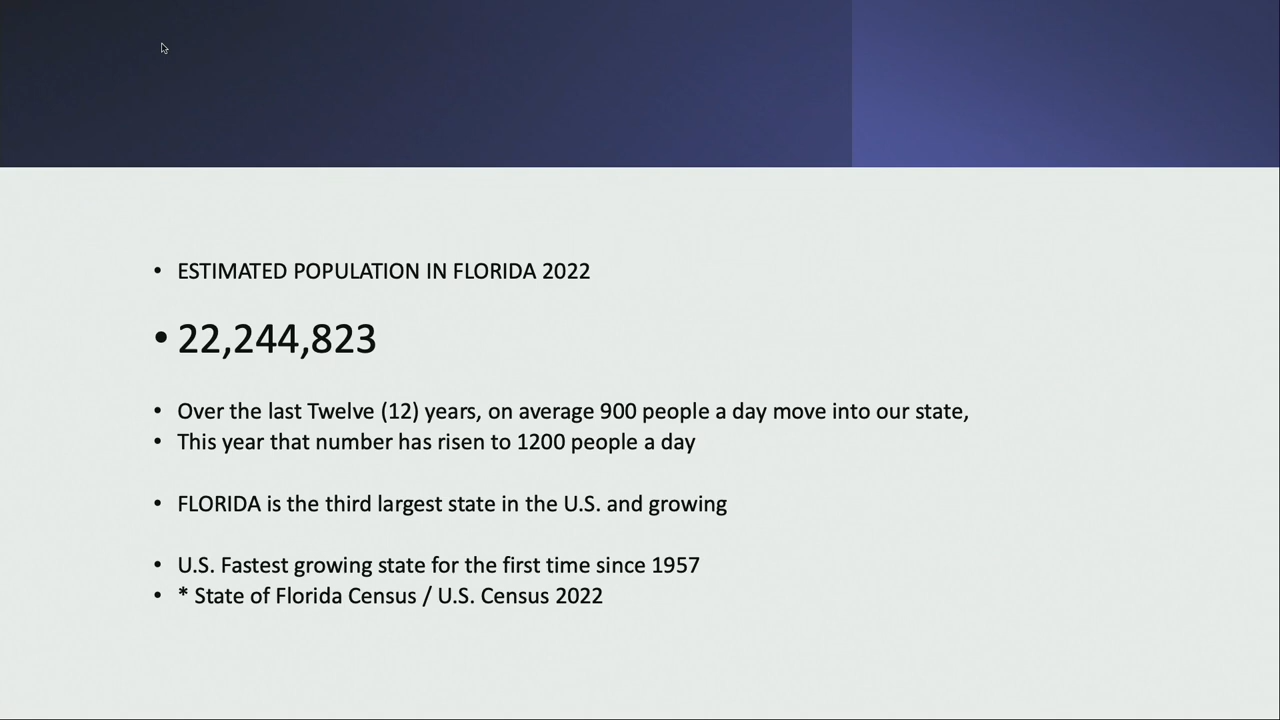 • ESTIMATED POPULATION IN FLORIDA 2022
• 22,244,823
• Over the last Twelve (12) years, on average 900 people a day move into our state,
• This year that number has risen to 1200 people a day
• FLORIDA is the third largest state in the U.S. and growing
• U.S. Fastest growing state for the first time since 1957
• * State of Florida Census / U.S. Census 2022